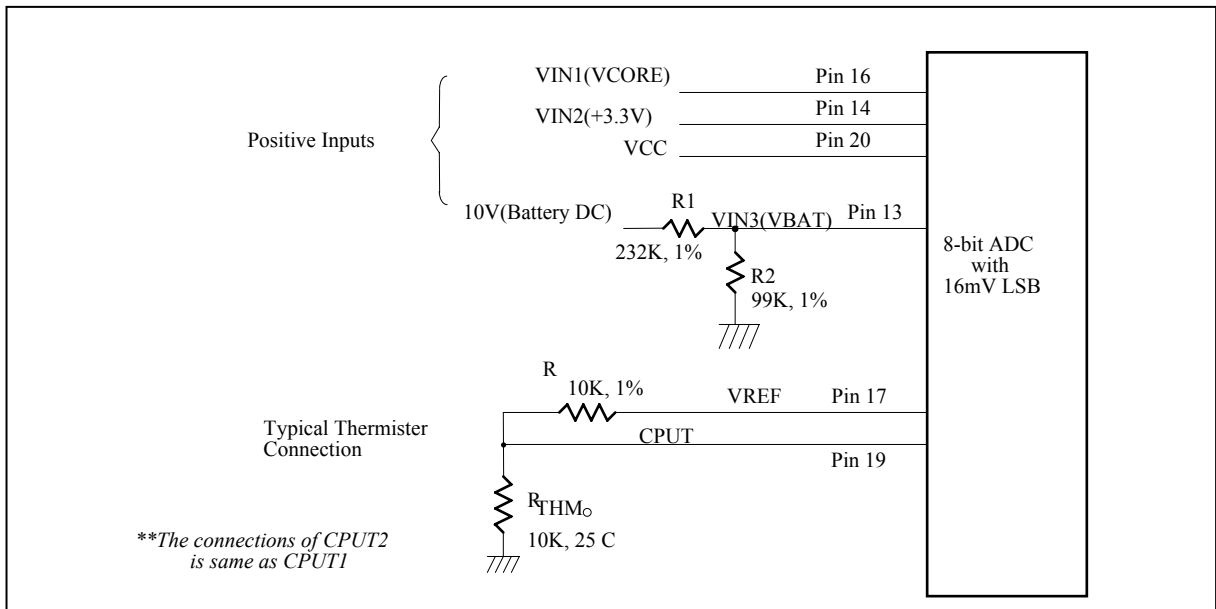 VIN1(VCORE)
Pin 16
VIN2(+3.3V)
Pin 14
Positive Inputs
VCC
Pin 20
10V(Battery DC)
R1
VIN3(VBAT)
Pin 13
232K, 1%
R2
99K, 1%
8-bit ADC
with
16mV LSB
R
10K, 1%
VREF
Pin 17
Typical Thermister
Connection
CPUT
Pin 19
RTHM
10K, 25 C
**The connections of CPUT2
is same as CPUT1